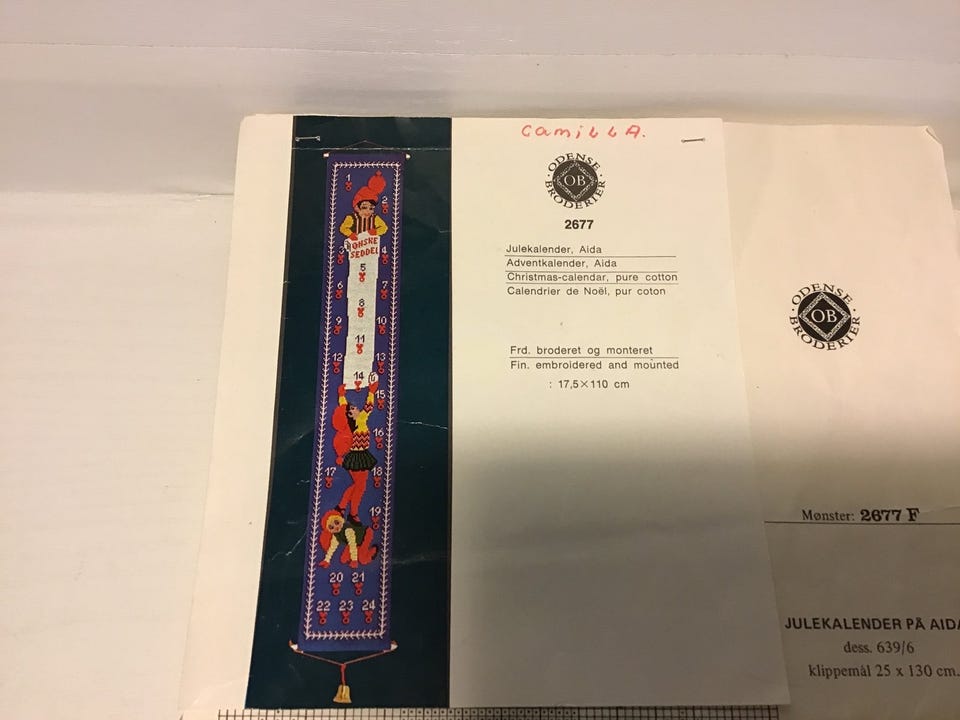 CAMILLA.
ODENSE BRODERIER
OB
2677
Julekalender, Aida
Adventkalender, Aida
Christmas-calendar, pure cotton
Calendrier de Noël, pur coton
Frd. broderet og monteret
Fin. embroidered and mounted
: 17,5×110 cm
1
2
ØNSKE
SEDDEL
3 4
5
6 7
8
9 10
11
12 13
14
15
16
17 18
19
20 21
22 23 24
ODENSE BRODERIER
OB
Mønster: 2677 F
JULEKALENDER PÅ AIDA
dess. 639/6
klippemål 25 x 130 cm.